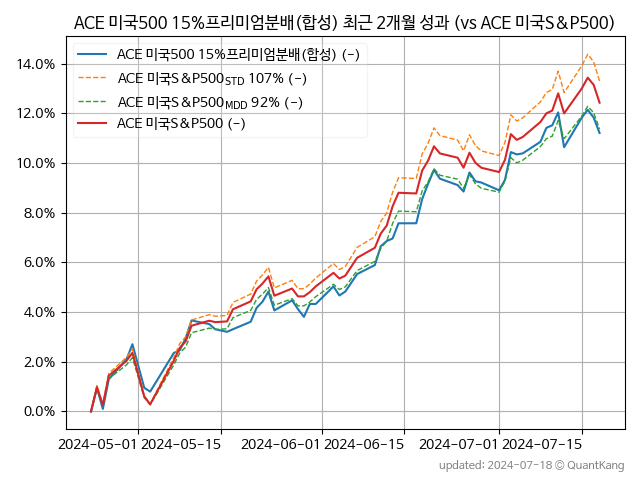 ACE 미국500 15%프리미엄분배(합성) 최근 2개월 성과 (vs ACE 미국S&P500)
ACE 미국500 15%프리미엄분배(합성) (-)
ACE 미국S&P500STD 107% (-)
ACE 미국S&P500MDD 92% (-)
ACE 미국S&P500 (-)
14.0%
12.0%
10.0%
8.0%
6.0%
4.0%
2.0%
0.0%
2024-05-01 2024-05-15 2024-06-01 2024-06-15 2024-07-01 2024-07-15
updated: 2024-07-18 © QuantKang